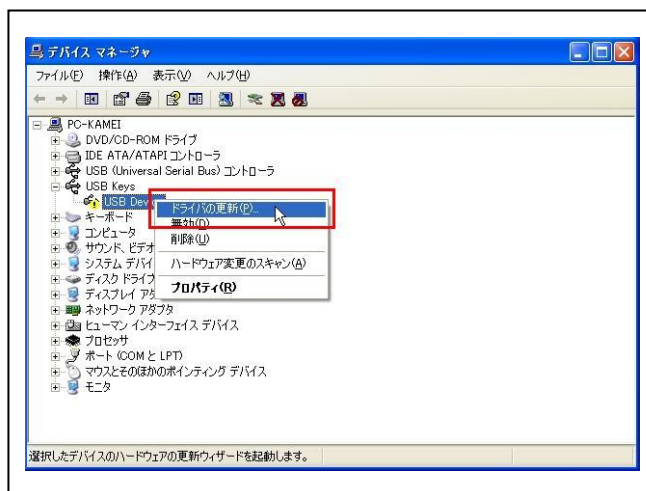 デバイス マネージャ
ファイル(F) 操作(A) 表示(V) ヘルプ(H)
PC-KAMEI
DVD/CD-ROM ドライブ
IDE ATA/ATAPI コントローラ
USB (Universal Serial Bus) コントローラ
USB Keys
USB Dev
ドライバの更新(P)...
キーボード
無効(D)
コンピュータ
削除(U)
サウンド、ビデオ
システム デバイ
ハードウェア変更のスキャン(A)
ディスク ドライブ
ディスプレイ アダ
プロパティ(R)
ネットワーク アダプタ
ヒューマン インターフェイス デバイス
プロセッサ
ポート (COM と LPT)
マウスとそのほかのポインティング デバイス
モニタ
選択したデバイスのハードウェアの更新ウィザードを起動します。